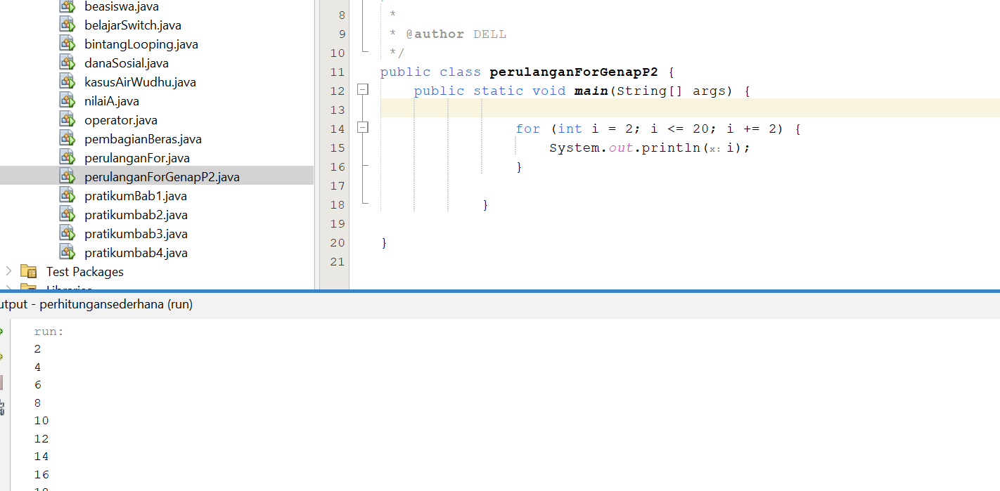 beasiswa.java
belajarSwitch.java
bintangLooping.java
danaSosial.java
kasusAirWudhu.java
nilaiA.java
operator.java
pembagianBeras.java
perulanganFor.java
perulanganForGenapP2.java
pratikumBab1.java
pratikumbab2.java
pratikumbab3.java
pratikumbab4.java
Test Packages
8 *
9 * @author DELL
10 */
11 public class perulanganForGenapP2 {
12 public static void main(String[] args) {
13
14 for (int i = 2; i <= 20; i += 2) {
15 System.out.println(x: i);
16 }
17
18 }
19
20 }
21
utput - perhitungansederhana (run)
run:
2
4
6
8
10
12
14
16